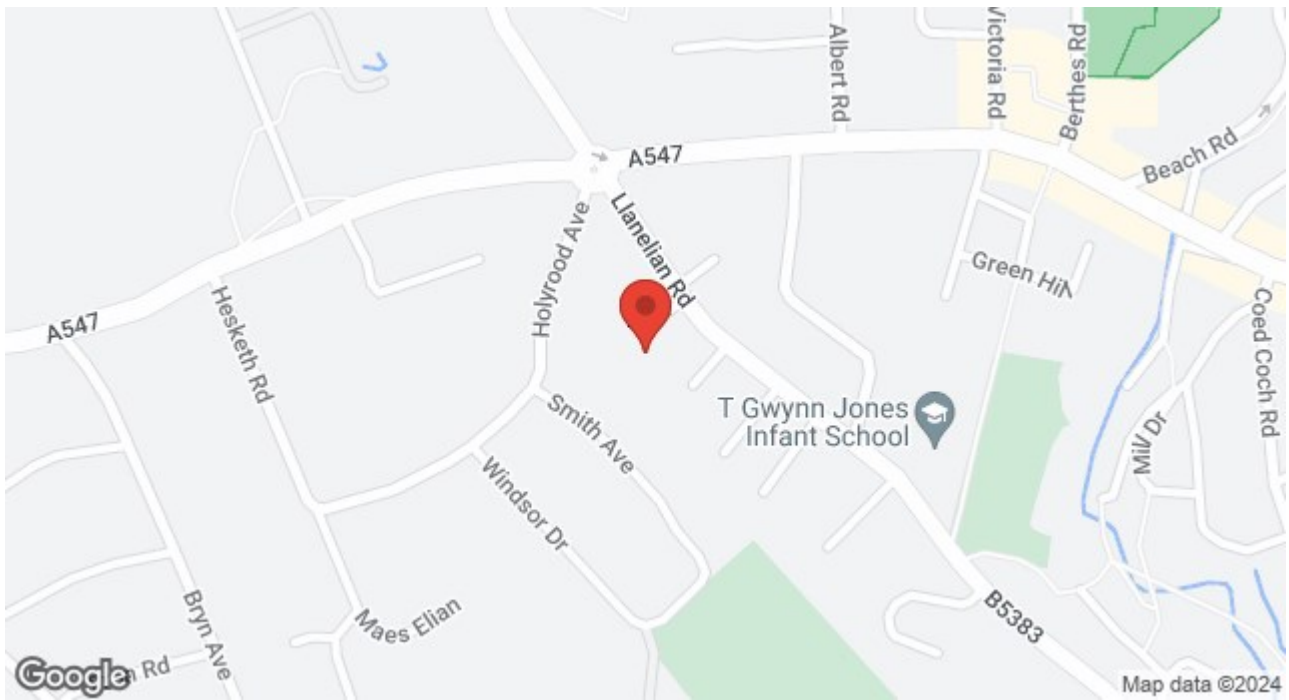 Victoria Rd
Berthes Rd
Albert Rd
A547
Beach Rd
Llanelian Rd
Holyrood Ave
Green Hill
A547
Hesketh Rd
Coed Coch Rd
T Gwynn Jones
Infant School
Smith Ave
Mill Dr
Windsor Dr
B5383
Maes Elian
Bryn Ave
Rd
Google
Map data ©2024